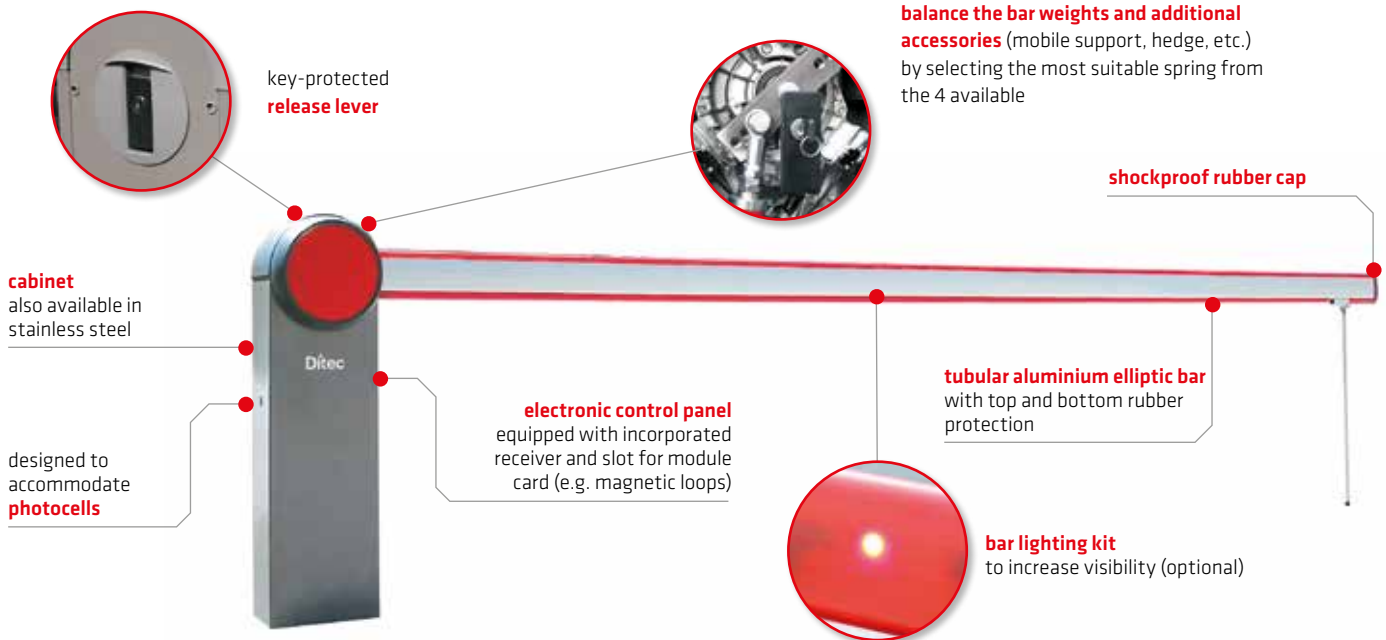 balance the bar weights and additional
accessories (mobile support, hedge, etc.)
by selecting the most suitable spring from
the 4 available
key-protected
release lever
shockproof rubber cap
cabinet
also available in
stainless steel
Ditec
tubular aluminium elliptic bar
with top and bottom rubber
protection
electronic control panel
equipped with incorporated
receiver and slot for module
card (e.g. magnetic loops)
designed to
accommodate
photocells
bar lighting kit
to increase visibility (optional)